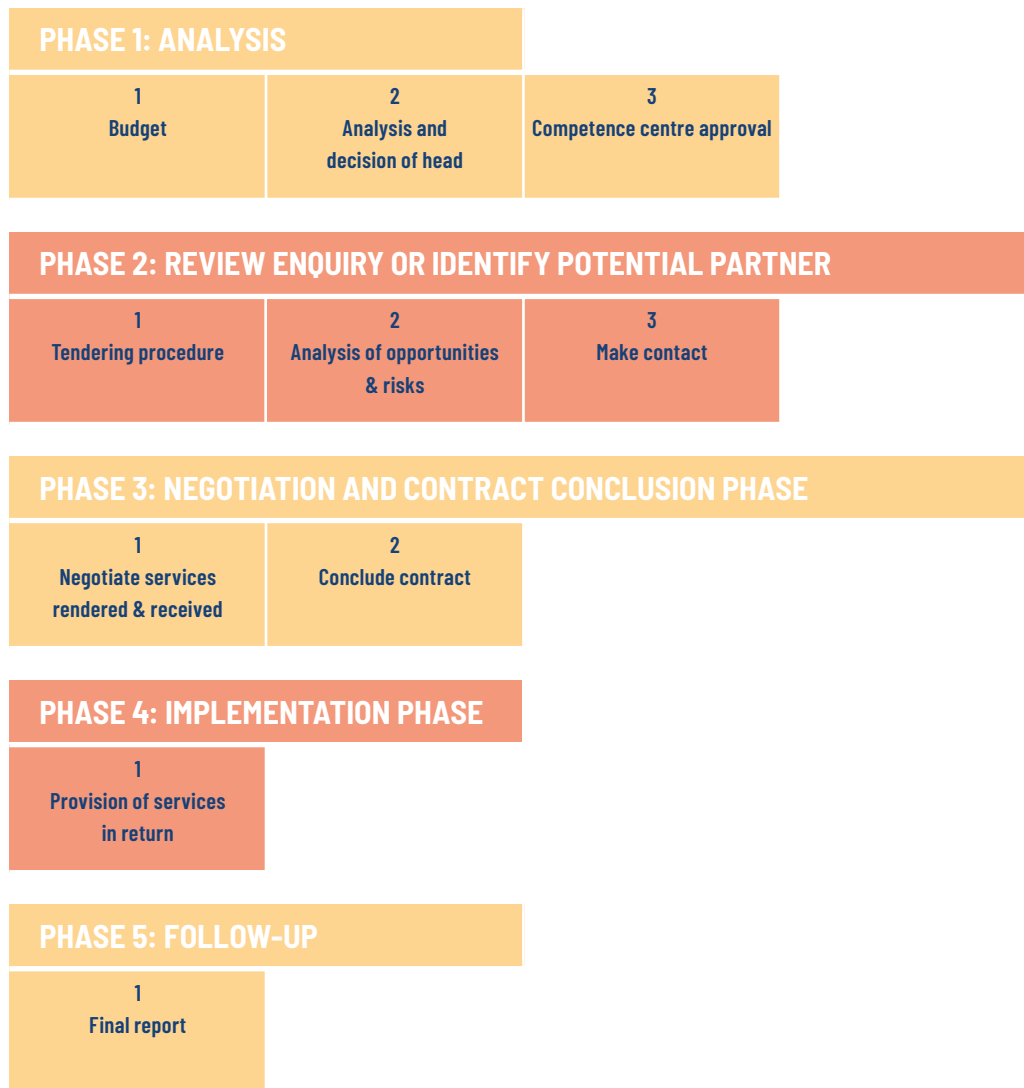 PHASE 1: ANALYSIS
1
Budget
2
Analysis and
decision of head
3
Competence centre approval
PHASE 2: REVIEW ENQUIRY OR IDENTIFY POTENTIAL PARTNER
1
Tendering procedure
2
Analysis of opportunities
& risks
3
Make contact
PHASE 3: NEGOTIATION AND CONTRACT CONCLUSION PHASE
1
Negotiate services
rendered & received
2
Conclude contract
PHASE 4: IMPLEMENTATION PHASE
1
Provision of services
in return
PHASE 5: FOLLOW-UP
1
Final report